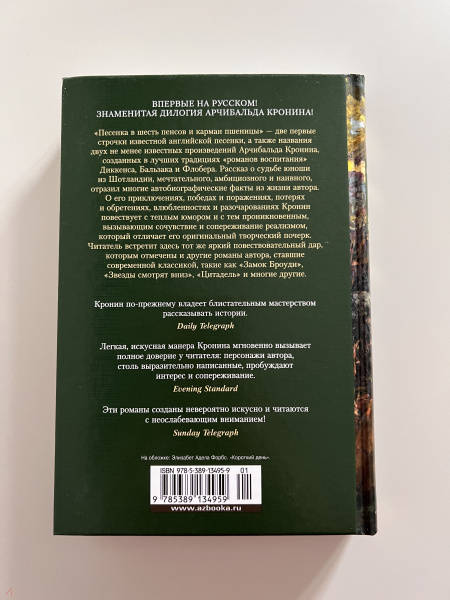 ВПЕРВЫЕ НА РУССКОМ!
ЗНАМЕНИТАЯ ДИЛОГИЯ АРЧИБАЛЬДА КРОНИНА!
«Песенка в шесть пенсов и карман пшеницы» — две первые
строчки известной английской песенки, а также названия
двух не менее известных произведений Арчибальда Кронина,
созданных в лучших традициях «романов воспитания»
Диккенса, Бальзака и Флобера. Рассказ о судьбе юноши
из Шотландии, мечтательного, амбициозного и наивного,
отразил многие автобиографические факты из жизни автора.
О его приключениях, победах и поражениях, потерях
и обретениях, влюбленностях и разочарованиях Кронин
повествует с теплым юмором и с тем проникновенным,
вызывающим сочувствие и сопереживание реализмом,
который отличает его оригинальный творческий почерк.
Читатель встретит здесь тот же яркий повествовательный дар,
которым отмечены и другие романы автора, ставшие
современной классикой, такие как «Замок Броуди»,
«Звезды смотрят вниз», «Цитадель» и многие другие.
Кронин по-прежнему владеет блистательным мастерством
рассказывать истории.
Daily Telegraph
Легкая, искусная манера Кронина мгновенно вызывает
полное доверие у читателя: персонажи автора,
столь выразительно написанные, пробуждают
интерес и сопереживание.
Evening Standard
Эти романы созданы невероятно искусно и читаются
с неослабевающим вниманием!
Sunday Telegraph
На обложке: Элизабет Адела Форбс. «Короткий день».
ISBN 978-5-389-13495-9
01
9 785389 134959
www.azbooka.ru